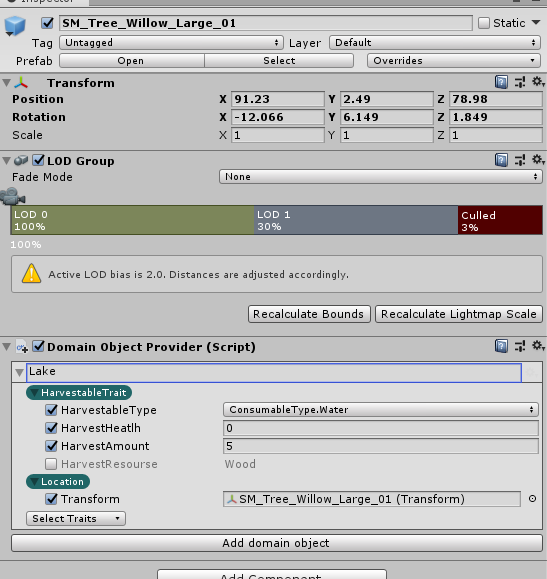 Inspector
SM_Tree_Willow_Large_01 Static
Tag Untagged Layer Default
Prefab Open Select Overrides
Transform
Position X 91.23 Y 2.49 Z 78.98
Rotation X -12.066 Y 6.149 Z 1.849
Scale X 1 Y 1 Z 1
LOD Group
Fade Mode None
LOD 0 LOD 1 Culled
100% 30% 3%
100%
Active LOD bias is 2.0. Distances are adjusted accordingly.
Recalculate Bounds Recalculate Lightmap Scale
Domain Object Provider (Script)
Lake
HarvestableTrait
HarvestableType ConsumableType.Water
HarvestHeatlh 0
HarvestAmount 5
HarvestResourse Wood
Location
Transform SM_Tree_Willow_Large_01 (Transform)
Select Traits
Add domain object
Add Component